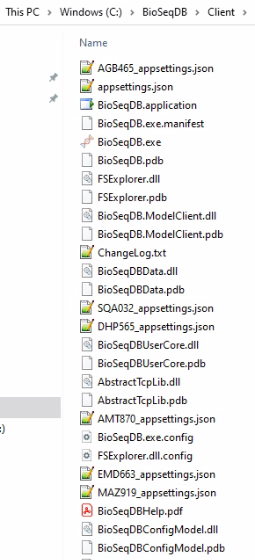 This PC > Windows (C:) > BioSeqDB > Client >
Name
AGB465_appsettings.json
appsettings.json
BioSeqDB.application
BioSeqDB.exe.manifest
BioSeqDB.exe
BioSeqDB.pdb
FSExplorer.dll
FSExplorer.pdb
BioSeqDB.ModelClient.dll
BioSeqDB.ModelClient.pdb
ChangeLog.txt
BioSeqDBData.dll
BioSeqDBData.pdb
SQA032_appsettings.json
DHP565_appsettings.json
BioSeqDBUserCore.dll
BioSeqDBUserCore.pdb
AbstractTcpLib.dll
AbstractTcpLib.pdb
AMT870_appsettings.json
BioSeqDB.exe.config
:)
FSExplorer.dll.config
EMD663_appsettings.json
MAZ919_appsettings.json
BioSeqDBHelp.pdf
BioSeqDBConfigModel.dll
BioSeqDBConfigModel.pdb